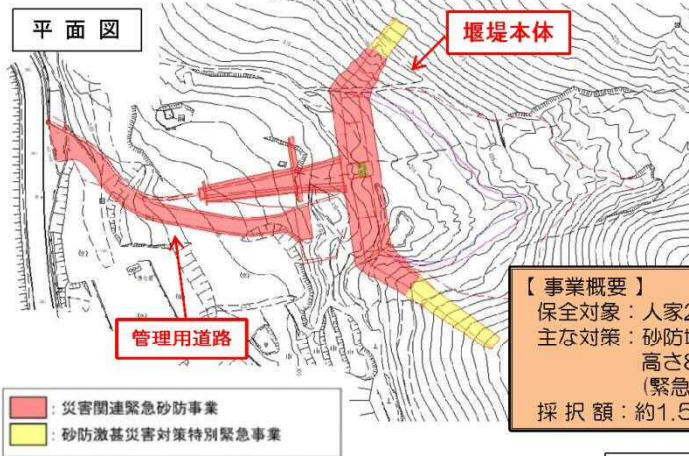 平面図
堰堤本体
管理用道路
【 事業概要 】
保全対象：人家
主な対策：砂防
高さ
(緊急
採択額：約1.5
：災害関連緊急砂防事業
：砂防激甚災害対策特別緊急事業